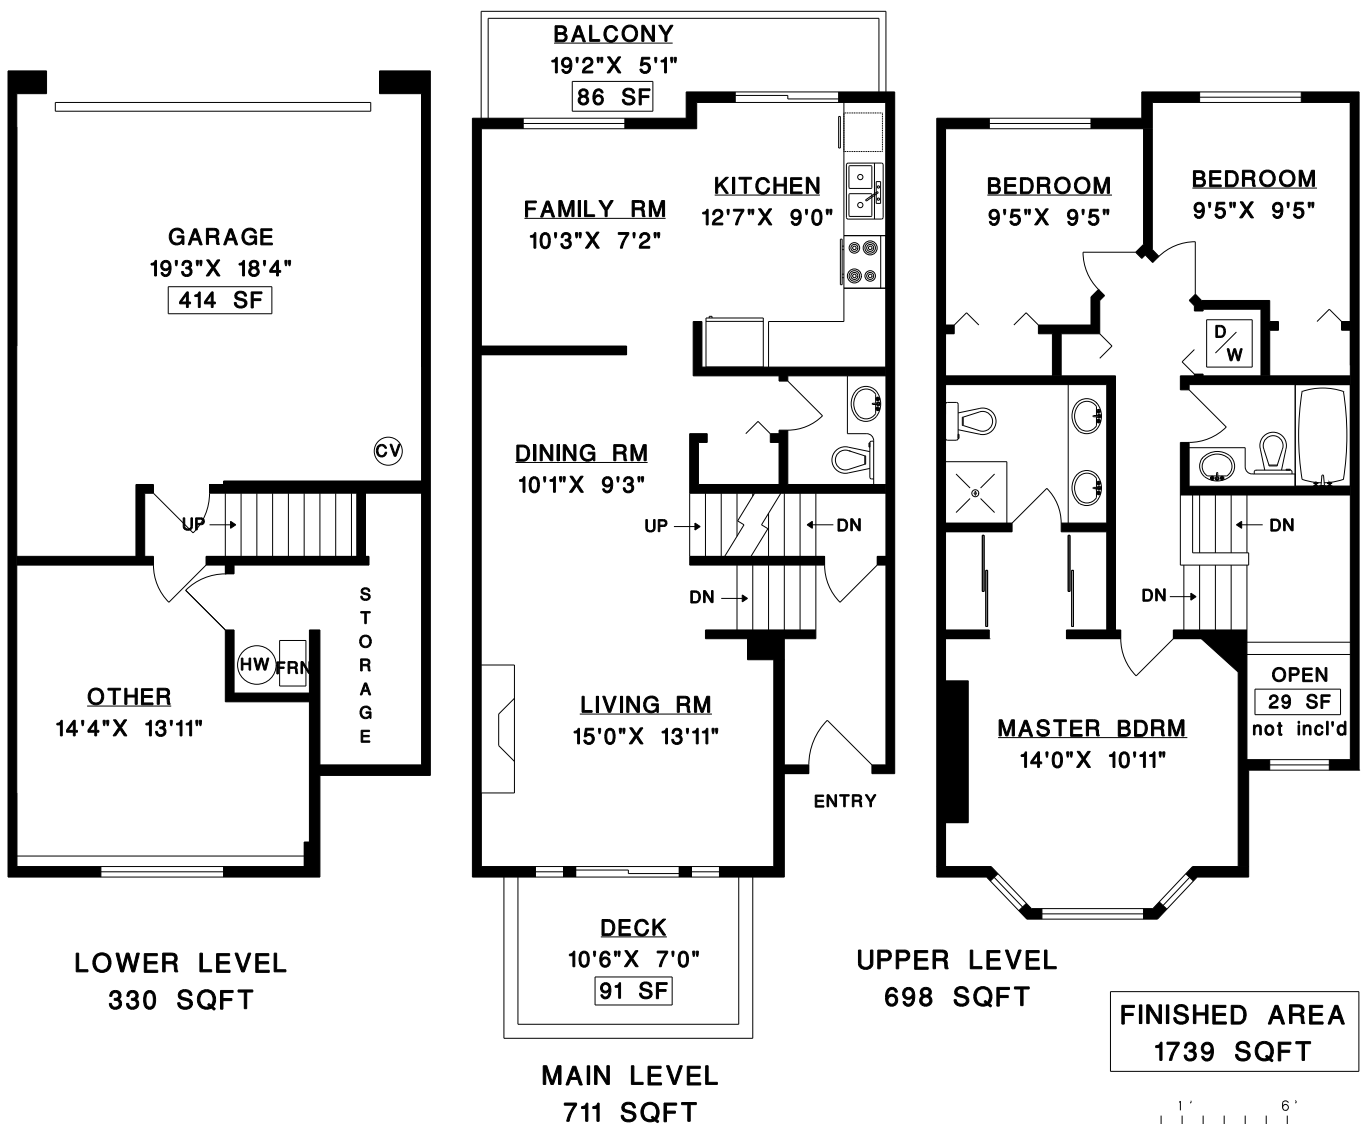 GARAGE
19'3"X 18'4"
414 SF
CV
UP
STORAGE
HW
FRN
OTHER
14'4"X 13'11"
LOWER LEVEL
330 SQFT
BALCONY
19'2"X 5'1"
86 SF
KITCHEN
12'7"X 9'0"
FAMILY RM
10'3"X 7'2"
DINING RM
10'1"X 9'3"
UP
DN
DN
LIVING RM
15'0"X 13'11"
ENTRY
DECK
10'6"X 7'0"
91 SF
MAIN LEVEL
711 SQFT
BEDROOM
9'5"X 9'5"
BEDROOM
9'5"X 9'5"
D/W
DN
DN
OPEN
29 SF
not incl'd
MASTER BDRM
14'0"X 10'11"
UPPER LEVEL
698 SQFT
FINISHED AREA
1739 SQFT
1' 6'